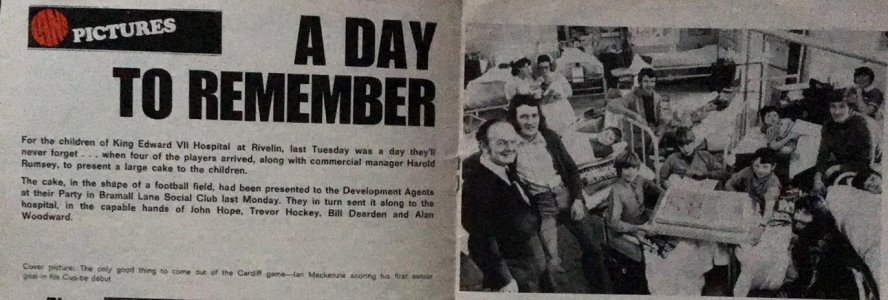 PICTURES
A DAY
TO REMEMBER
For the children of King Edward VII Hospital at Rivelin, last Tuesday was a day they'll
never forget . . . when four of the players arrived, along with commercial manager Harold
Rumsey, to present a large cake to the children.
The cake, in the shape of a football field, had been presented to the Development Agents
at their Party in Bramall Lane Social Club last Monday. They in turn sent it along to the
hospital, in the capable hands of John Hope, Trevor Hockey, Bill Dearden and Alan
Woodward.
Cover picture: The only good thing to come out of the Cardiff game—Ian Mackenzie scoring his first senior
goal in his Cup-tie debut.